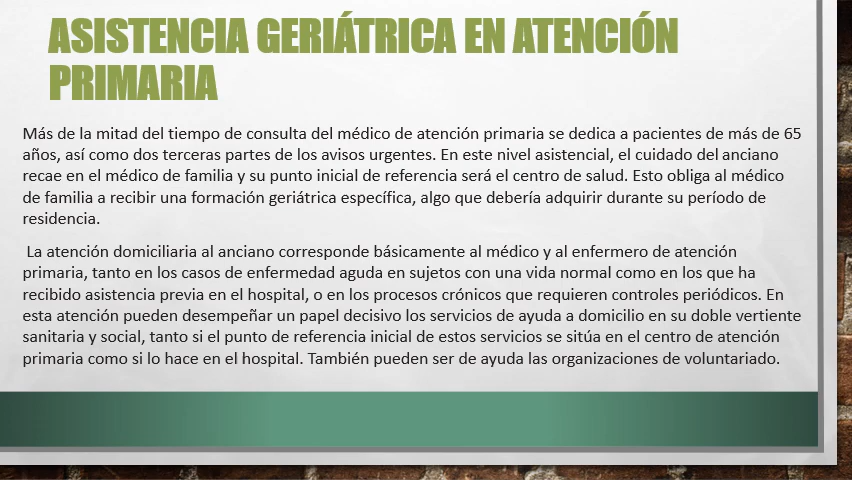 ASISTENCIA GERIÁTRICA EN ATENCIÓN
PRIMARIA
Más de la mitad del tiempo de consulta del médico de atención primaria se dedica a pacientes de más de 65
años, así como dos terceras partes de los avisos urgentes. En este nivel asistencial, el cuidado del anciano
recae en el médico de familia y su punto inicial de referencia será el centro de salud. Esto obliga al médico
de familia a recibir una formación geriátrica específica, algo que debería adquirir durante su período de
residencia.
La atención domiciliaria al anciano corresponde básicamente al médico y al enfermero de atención
primaria, tanto en los casos de enfermedad aguda en sujetos con una vida normal como en los que ha
recibido asistencia previa en el hospital, o en los procesos crónicos que requieren controles periódicos. En
esta atención pueden desempeñar un papel decisivo los servicios de ayuda a domicilio en su doble vertiente
sanitaria y social, tanto si el punto de referencia inicial de estos servicios se sitúa en el centro de atención
primaria como si lo hace en el hospital. También pueden ser de ayuda las organizaciones de voluntariado.